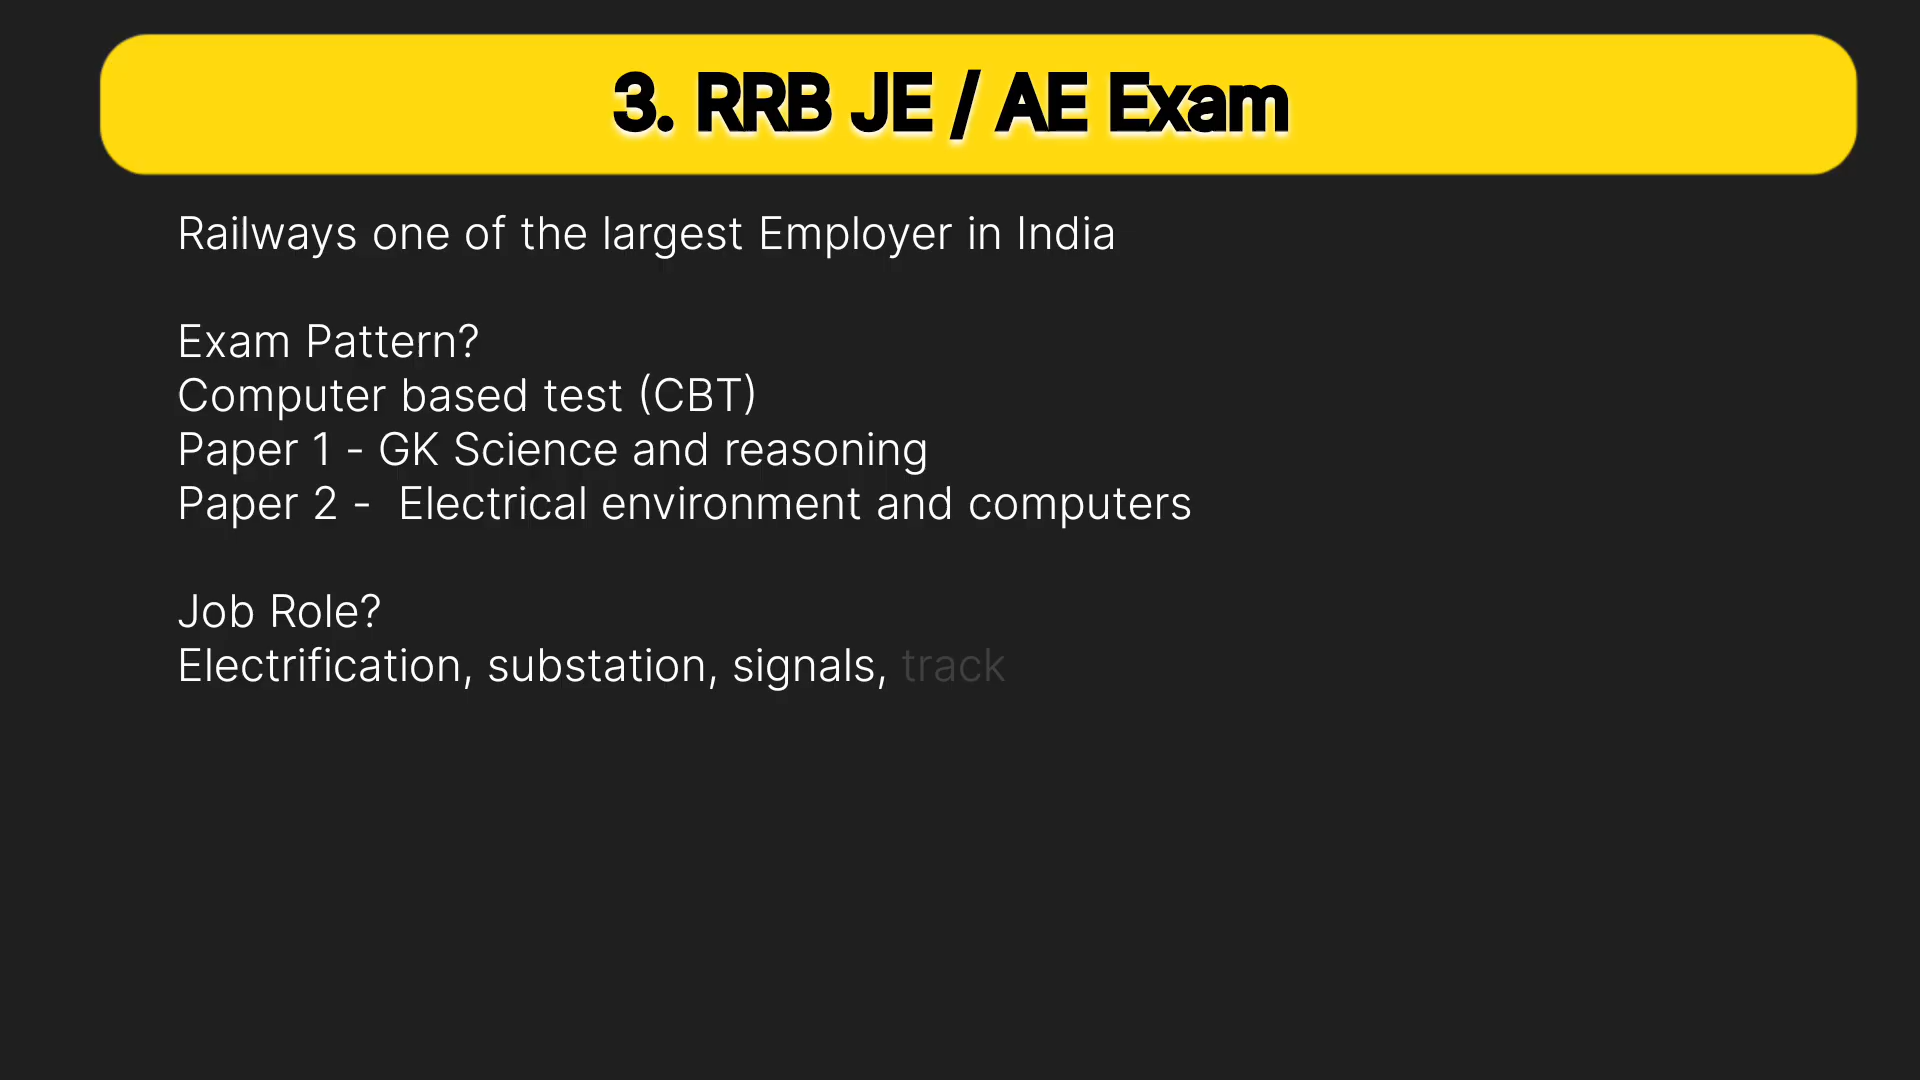 3. RRB JE / AE Exam
Railways one of the largest Employer in India
Exam Pattern?
Computer based test (CBT)
Paper 1 - GK Science and reasoning
Paper 2 -  Electrical environment and computers
Job Role?
Electrification, substation, signals, track